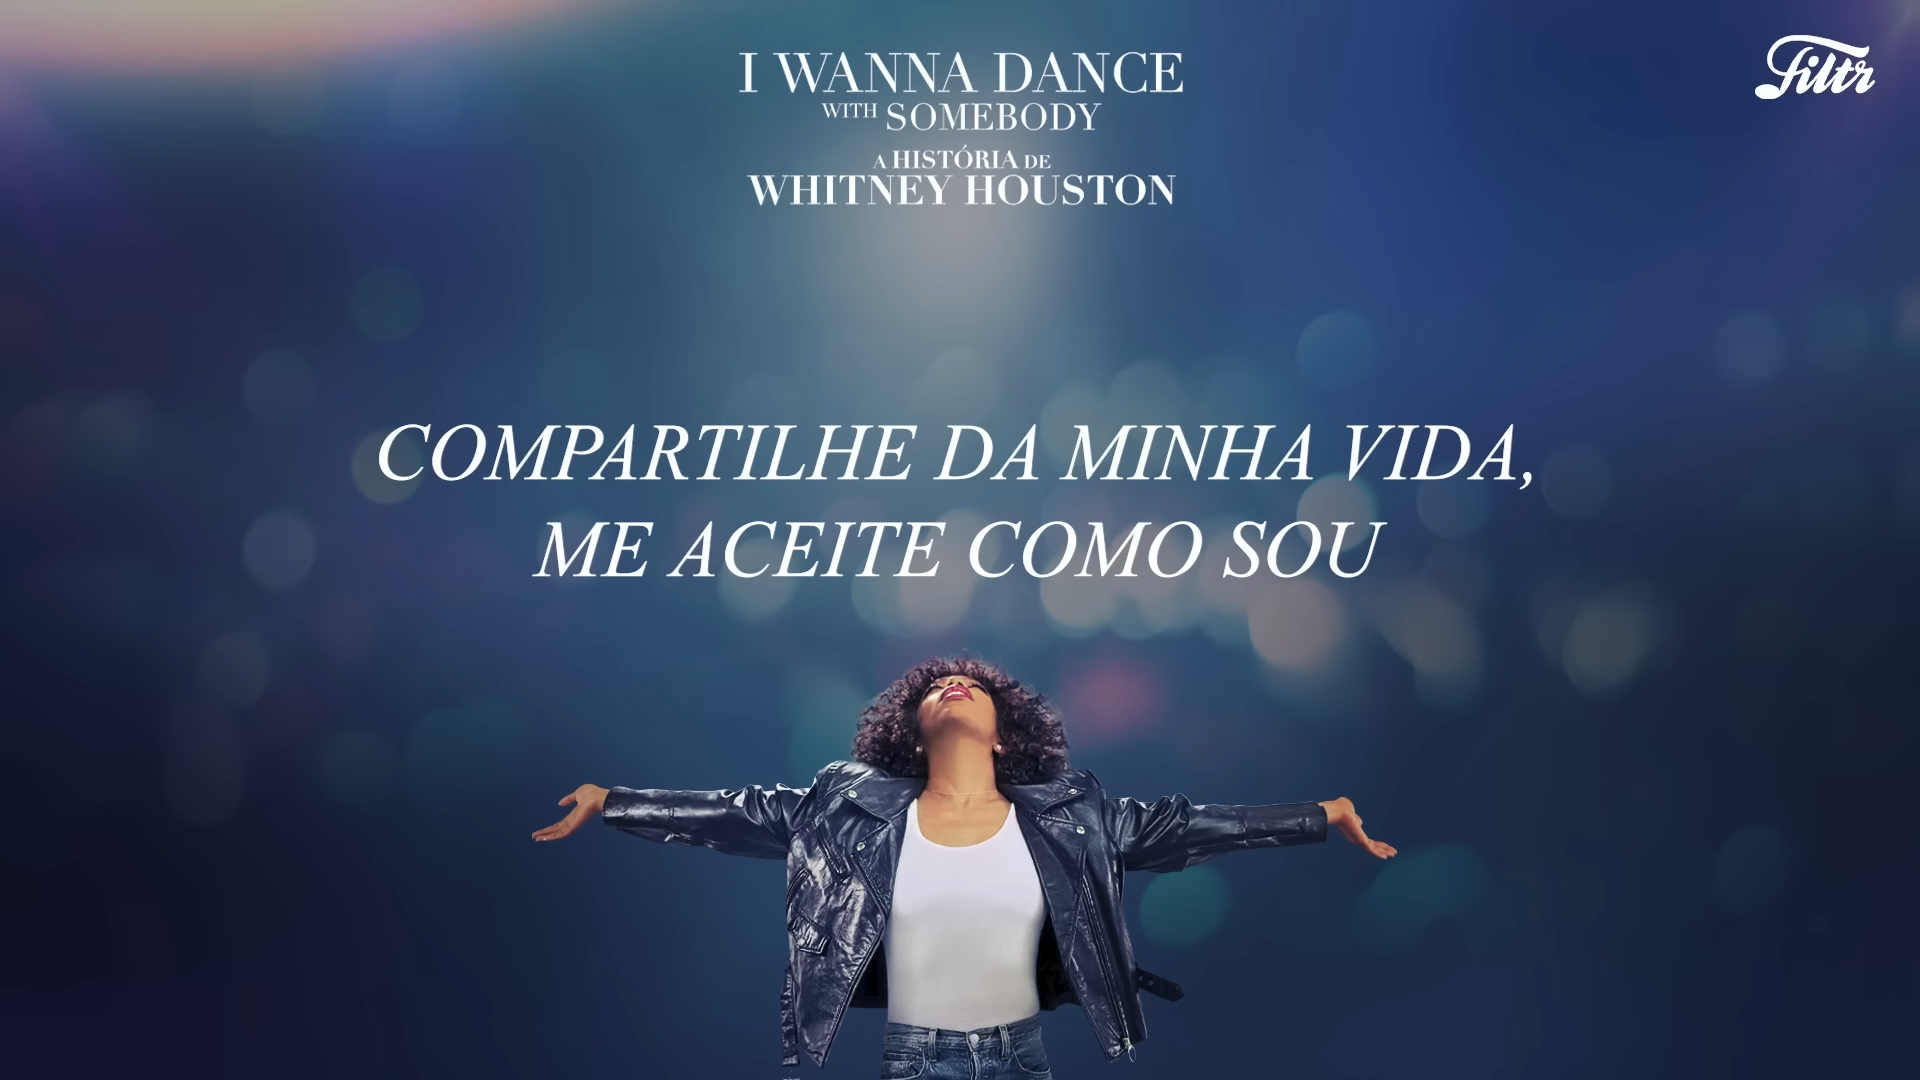 I WANNA DANCE
WITH SOMEBODY
A HISTÓRIA DE
WHITNEY HOUSTON
Filtr
COMPARTILHE DA MINHA VIDA,
ME ACEITE COMO SOU